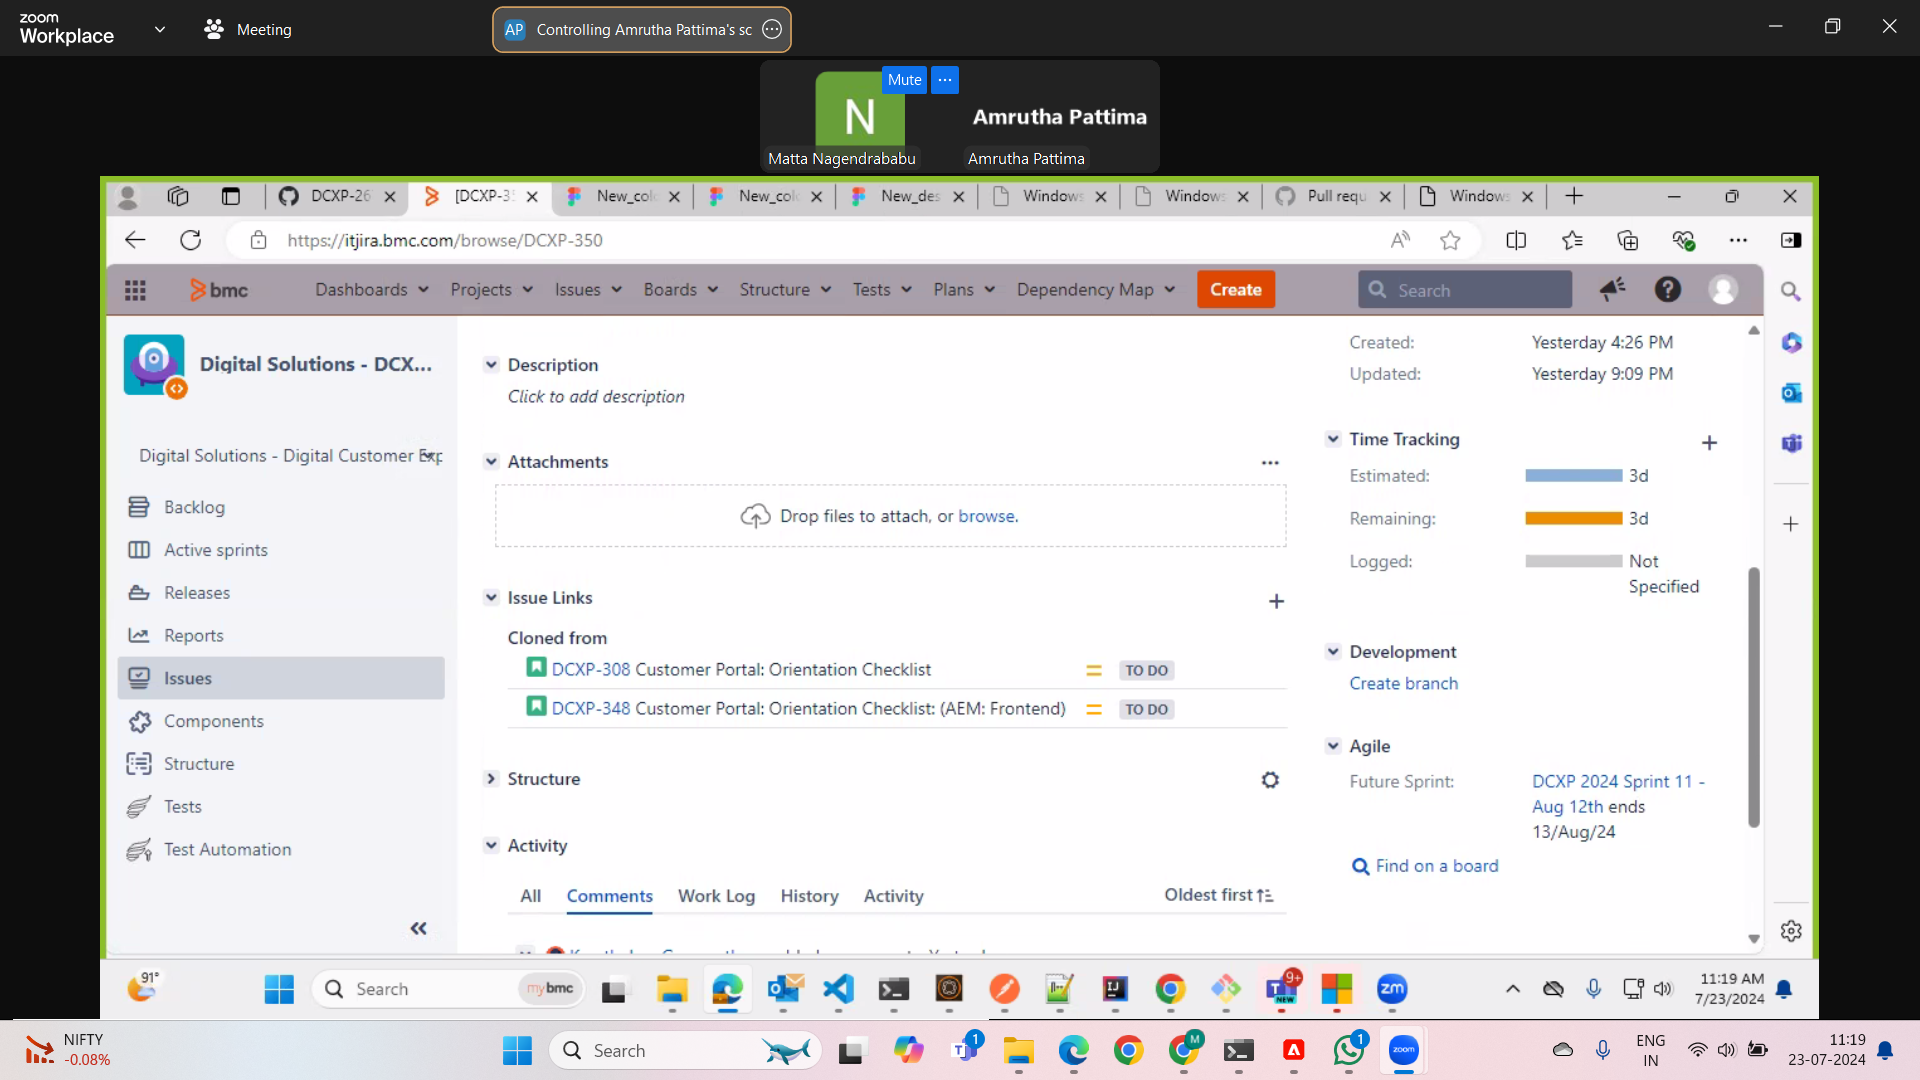 zoom
Workplace
Meeting
AP Controlling Amrutha Pattima's sc
Mute
N
Amrutha Pattima
Matta Nagendrababu
Amrutha Pattima
DCXP-26
[DCXP-3
New_col
New_col
New_des
Windows
Windows
Pull requ
Windows
https://itjira.bmc.com/browse/DCXP-350
bmc
Dashboards
Projects
Issues
Boards
Structure
Tests
Plans
Dependency Map
Create
Search
Digital Solutions - DCX...
Digital Solutions - Digital Customer Exp
Backlog
Active sprints
Releases
Reports
Issues
Components
Structure
Tests
Test Automation
Description
Click to add description
Attachments
Drop files to attach, or browse.
Issue Links
Cloned from
DCXP-308 Customer Portal: Orientation Checklist TO DO
DCXP-348 Customer Portal: Orientation Checklist: (AEM: Frontend) TO DO
Structure
Activity
All Comments Work Log History Activity Oldest first
Created: Yesterday 4:26 PM
Updated: Yesterday 9:09 PM
Time Tracking
Estimated: 3d
Remaining: 3d
Logged: Not
Specified
Development
Create branch
Agile
Future Sprint: DCXP 2024 Sprint 11 -
Aug 12th ends
13/Aug/24
Find on a board
91°
Search
mybmc
9+
NEW
zm
11:19 AM
7/23/2024
NIFTY
-0.08%
Search
1
M
1
zoom
ENG
IN
11:19
23-07-2024